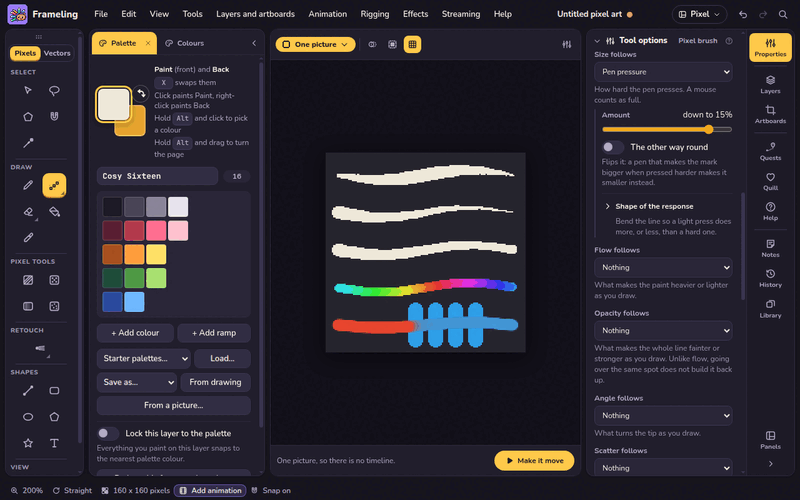 Frameling File Edit View Tools Layers and artboards Animation Rigging Effects Streaming Help Untitled pixel art Pixel
Pixels Vectors
SELECT
DRAW
PIXEL TOOLS
RETOUCH
SHAPES
VIEW
Palette Colours
Paint (front) and Back
X swaps them
Click paints Paint, right-
click paints Back
Hold Alt and click to pick
a colour
Hold Alt and drag to turn
the page
Cosy Sixteen 16
+ Add colour + Add ramp
Starter palettes... Load...
Save as... From drawing
From a picture...
Lock this layer to the palette
Everything you paint on this layer snaps to
the nearest palette colour.
One picture
One picture, so there is no timeline.
Make it move
Tool options Pixel brush
Size follows
Pen pressure
How hard the pen presses. A mouse
counts as full.
Amount down to 15%
The other way round
Flips it: a pen that makes the mark
bigger when pressed harder makes it
smaller instead.
Shape of the response
Bend the line so a light press does
more, or less, than a hard one.
Flow follows
Nothing
What makes the paint heavier or lighter
as you draw.
Opacity follows
Nothing
What makes the whole line fainter or
stronger as you draw. Unlike flow, going
over the same spot does not build it back
up.
Angle follows
Nothing
What turns the tip as you draw.
Scatter follows
Nothing
Properties
Layers
Artboards
Quests
Quill
Help
Notes
History
Library
Panels
200% Straight 160 x 160 pixels Add animation Snap on